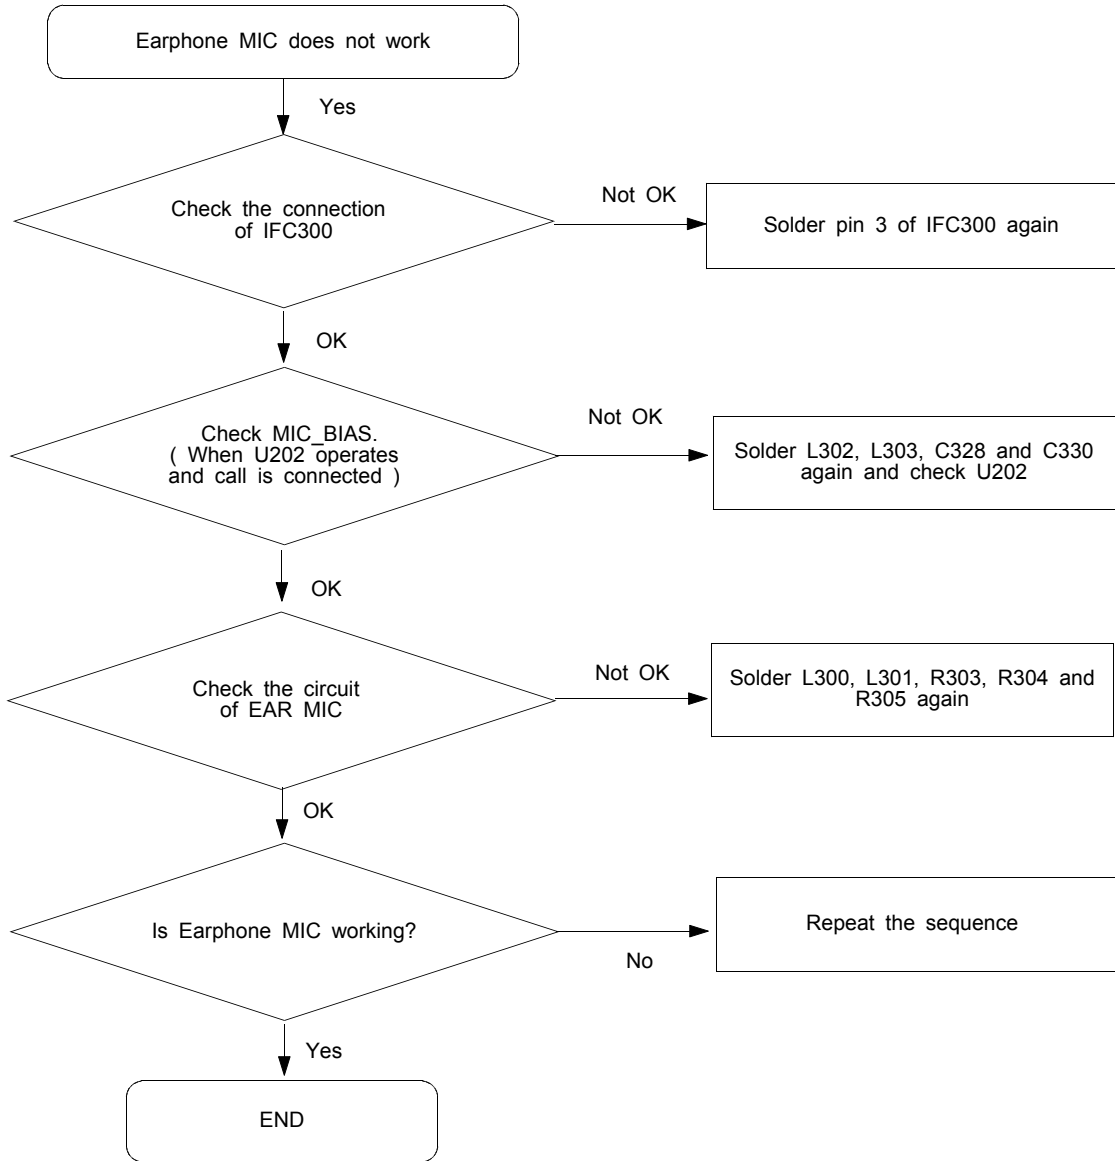 Earphone MIC does not work
Yes
Check the connection
of IFC300
Not OK
Solder pin 3 of IFC300 again
OK
Check MIC_BIAS.
( When U202 operates
and call is connected )
Not OK
Solder L302, L303, C328 and C330
again and check U202
OK
Check the circuit
of EAR MIC
Not OK
Solder L300, L301, R303, R304 and
R305 again
OK
Is Earphone MIC working?
No
Repeat the sequence
Yes
END